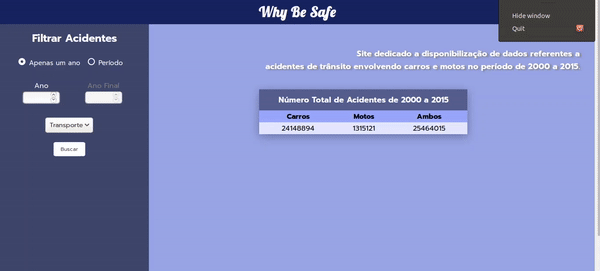 Why Be Safe
Hide window
Quit
Filtrar Acidentes
Apenas um ano
Período
Ano
Ano Final
Transporte
Buscar
Site dedicado a disponibilização de dados referentes a
acidentes de trânsito envolvendo carros e motos no período de 2000 a 2015.
Número Total de Acidentes de 2000 a 2015
Carros Motos Ambos
24148894 1315121 25464015